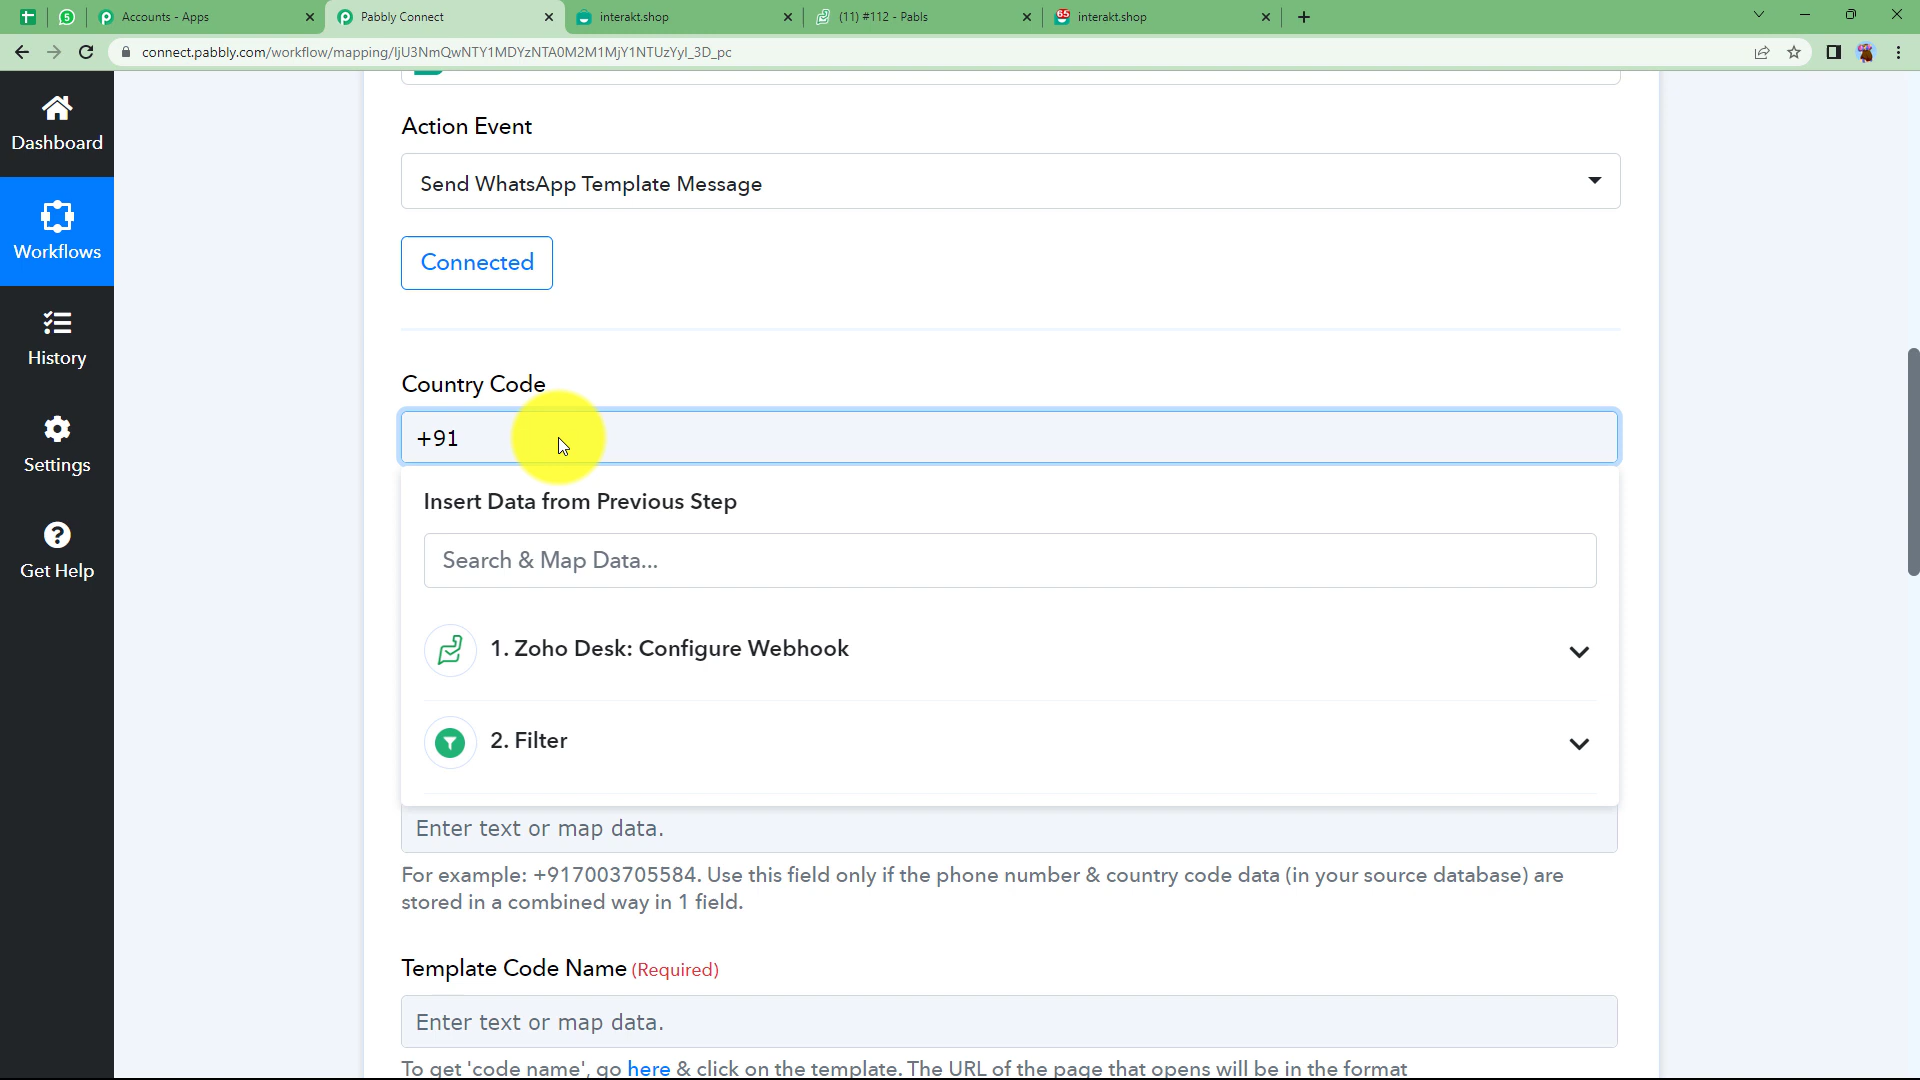 Accounts - Apps
Pabbly Connect
interakt.shop
(11) #112 - Pabls
interakt.shop
connect.pabbly.com/workflow/mapping/IjU3NmQwNTY1MDYzNTA0M2M1MjY1NTUzYyI_3D_pc
Dashboard
Workflows
History
Settings
Get Help
Action Event
Send WhatsApp Template Message
Connected
Country Code
+91
Insert Data from Previous Step
Search & Map Data...
1. Zoho Desk: Configure Webhook
2. Filter
Enter text or map data.
For example: +917003705584. Use this field only if the phone number & country code data (in your source database) are
stored in a combined way in 1 field.
Template Code Name (Required)
Enter text or map data.
To get 'code name', go here & click on the template. The URL of the page that opens will be in the format